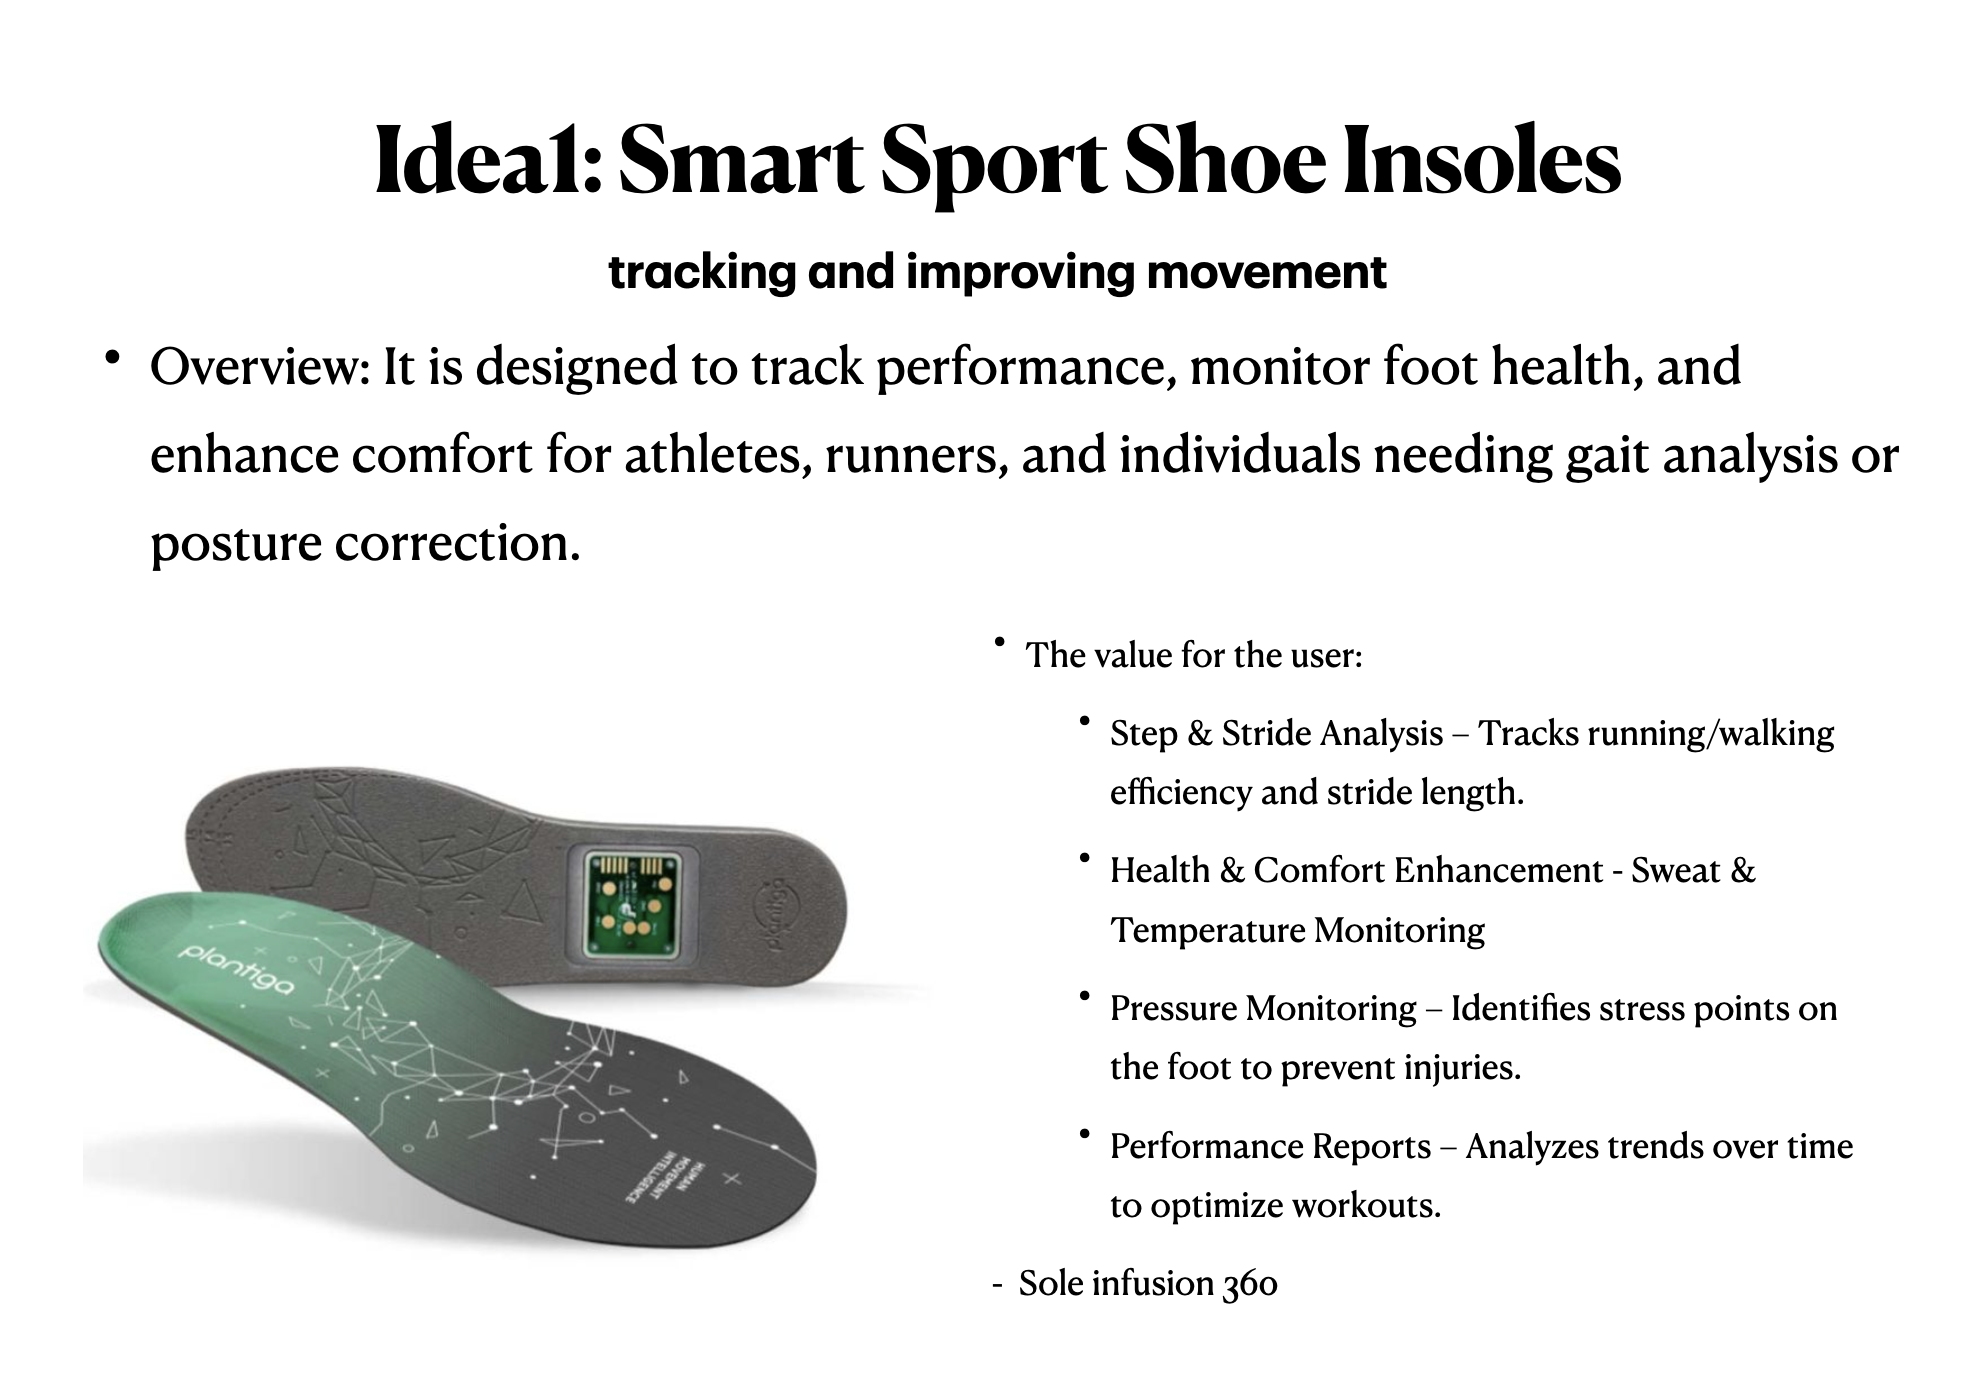 Idea1: Smart Sport Shoe Insoles
tracking and improving movement
• Overview: It is designed to track performance, monitor foot health, and
enhance comfort for athletes, runners, and individuals needing gait analysis or
posture correction.
• The value for the user:
• Step & Stride Analysis – Tracks running/walking
efficiency and stride length.
• Health & Comfort Enhancement - Sweat &
Temperature Monitoring
• Pressure Monitoring – Identifies stress points on
the foot to prevent injuries.
• Performance Reports – Analyzes trends over time
to optimize workouts.
- Sole infusion 360
plantiga
plantiga
HUMAN
MOVEMENT
INTELLIGENCE